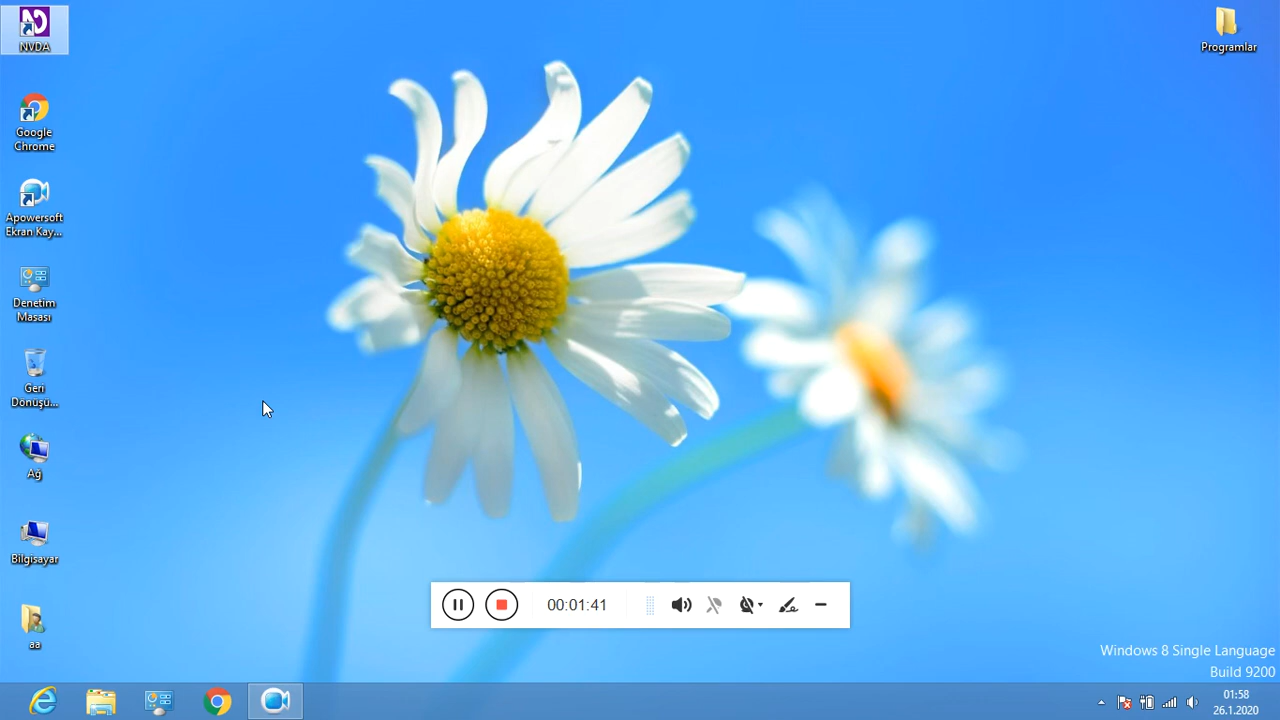 NVDA
Google
Chrome
Apowersoft
Ekran Kay...
Denetim
Masası
Geri
Dönüşü...
Ağ
Bilgisayar
aa
Programlar
00:01:41
Windows 8 Single Language
Build 9200
01:58
26.1.2020